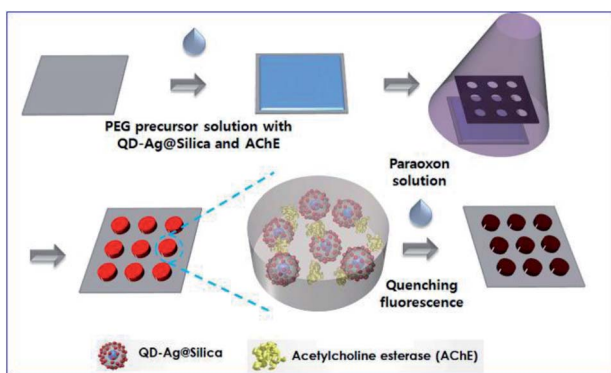 PEG precursor solution with
QD-Ag@Silica and AChE
Paraoxon
solution
Quenching
fluorescence
QD-Ag@Silica
Acetylcholine esterase (AChE)